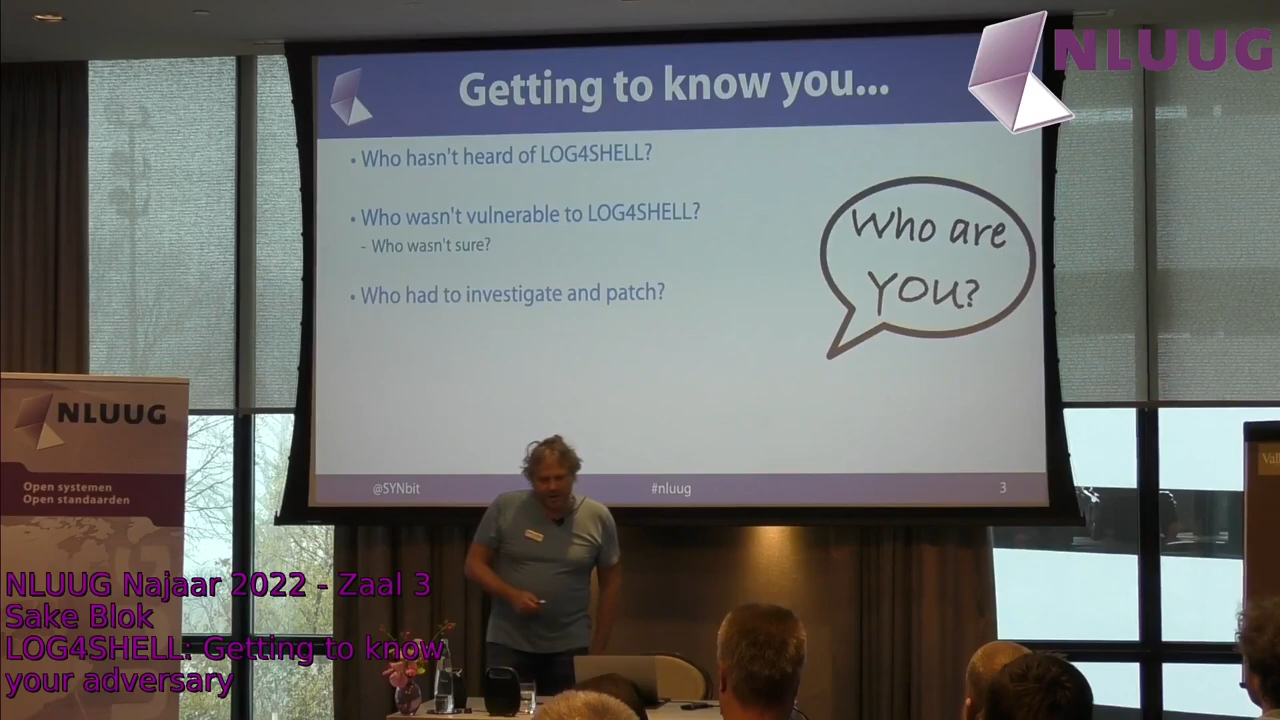 NLUUG
Getting to know you...
• Who hasn't heard of LOG4SHELL?
• Who wasn't vulnerable to LOG4SHELL?
- Who wasn't sure?
• Who had to investigate and patch?
Who are
YOU?
@SYNbit
#nluug
3
NLUUG
Open systemen
Open standaarden
NLUUG Najaar 2022 - Zaal 3
Sake Blok
LOG4SHELL: Getting to know
your adversary